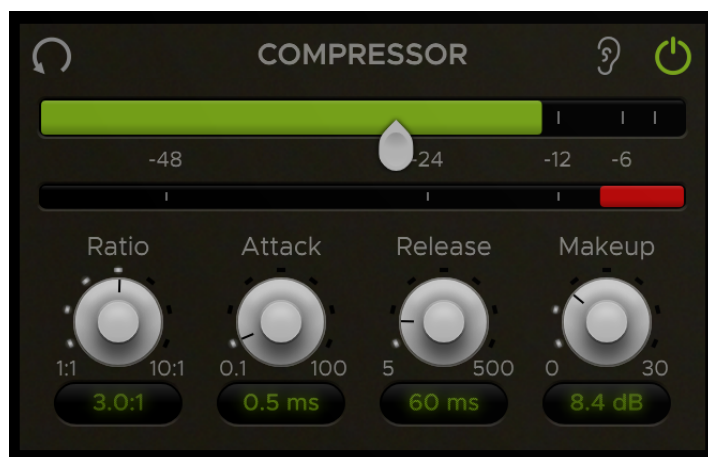 COMPRESSOR
-48 -24 -12 -6
Ratio Attack Release Makeup
1:1 10:1 0.1 100 5 500 0 30
3.0:1 0.5 ms 60 ms 8.4 dB